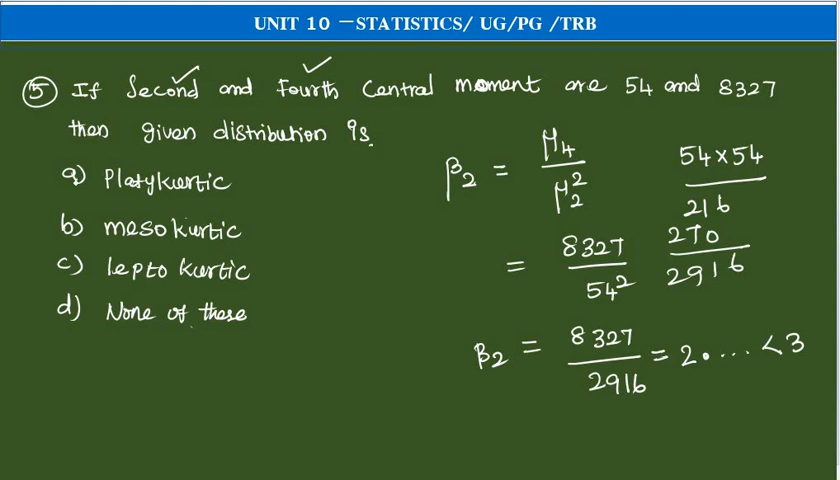 UNIT 10 – STATISTICS/ UG/PG /TRB
5 If Second and Fourth Central moment are 54 and 8327
then given distribution is.
a) Platykurtic
b) mesokurtic
c) lepto kurtic
d) None of these
β₂ = μ₄ / μ₂²
= 8327 / 54²
β₂ = 8327 / 2916 = 2. .... < 3
54 × 54
216
270
2916